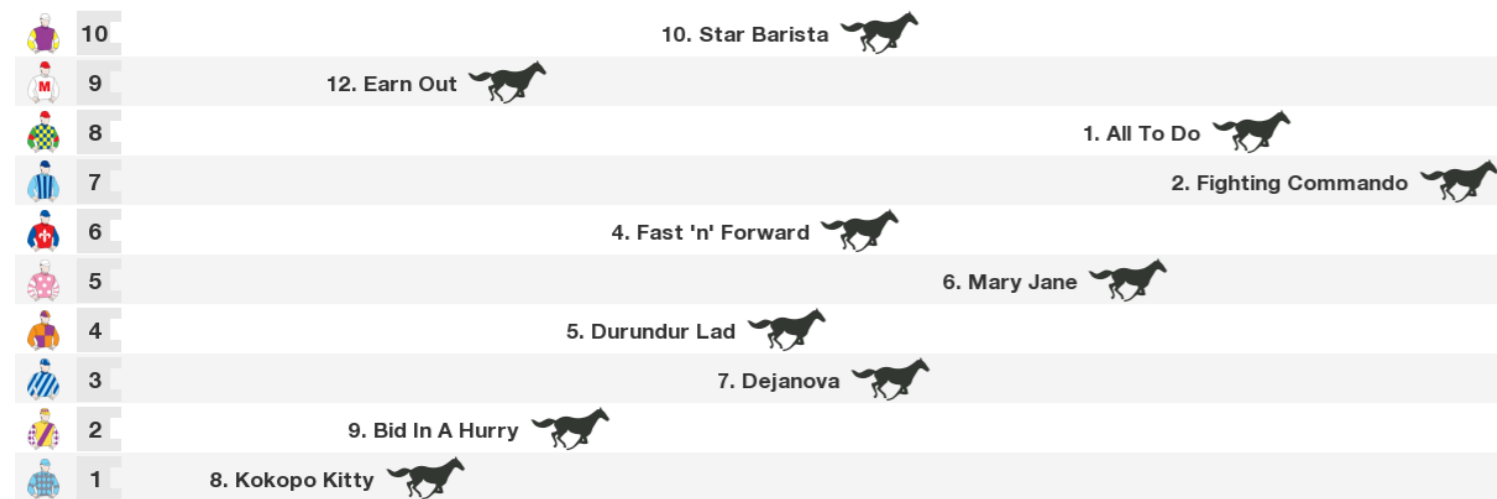 10 10. Star Barista
M 9 12. Earn Out
8 1. All To Do
7 2. Fighting Commando
6 4. Fast 'n' Forward
5 6. Mary Jane
4 5. Durundur Lad
3 7. Dejanova
2 9. Bid In A Hurry
1 8. Kokopo Kitty